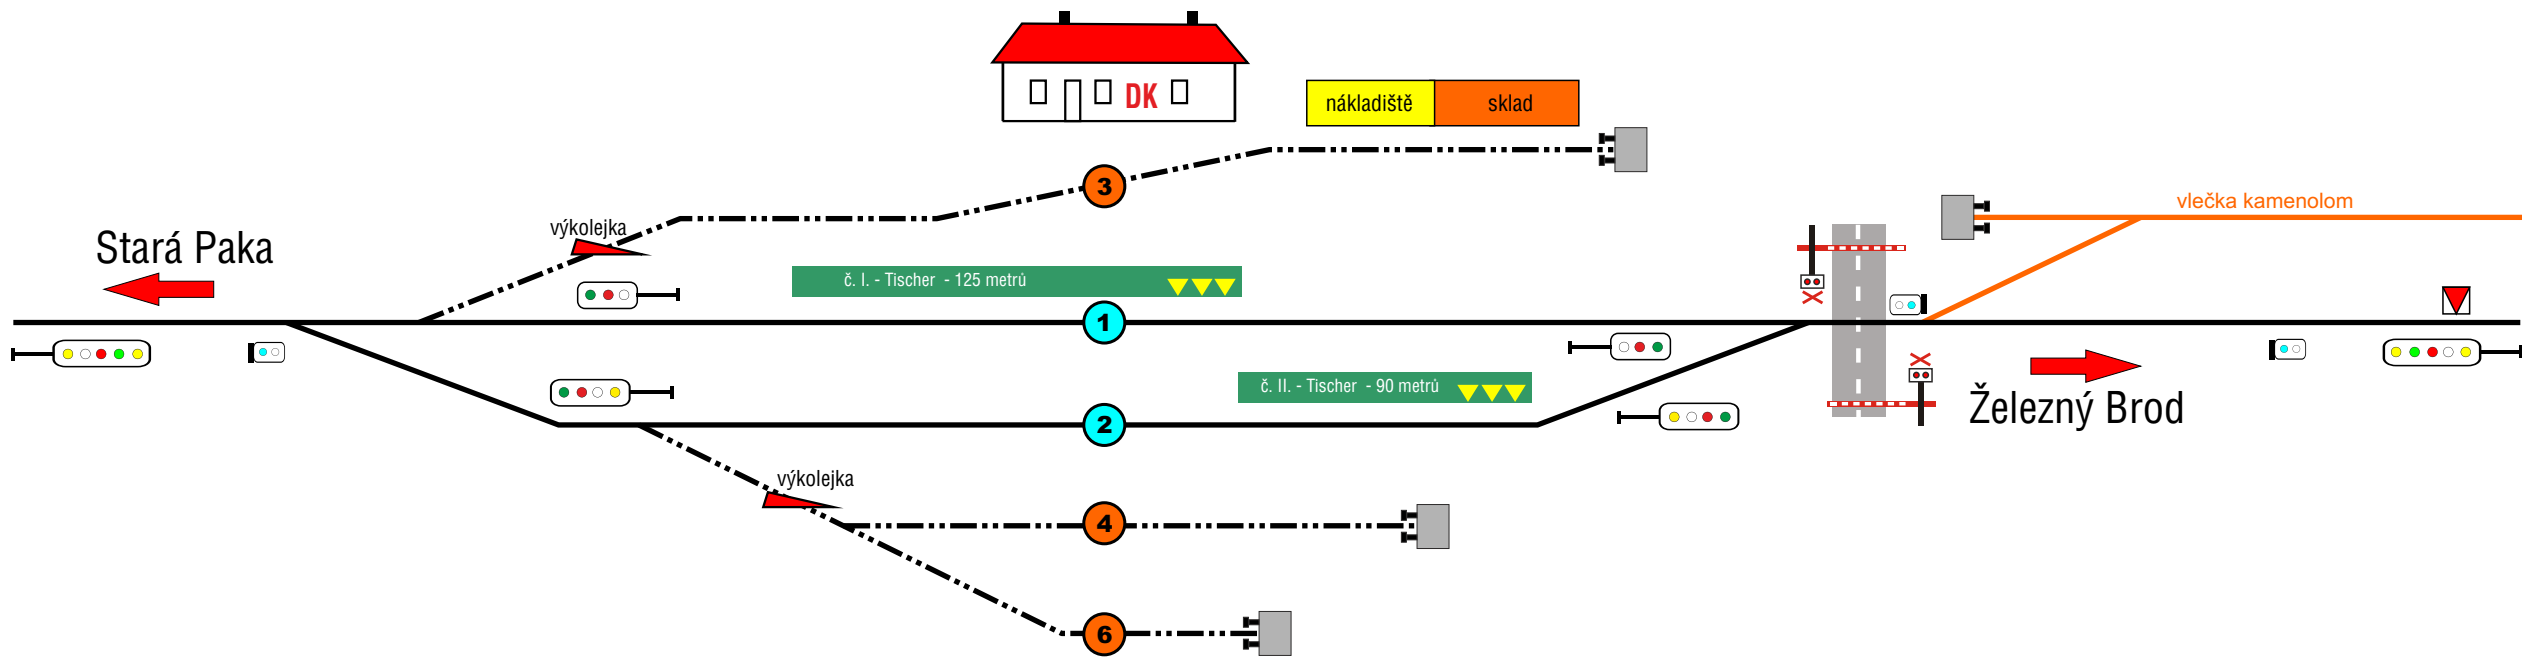 DK
nákladiště
sklad
3
vlečka kamenolom
výkolejka
Stará Paka
č. I. - Tischer - 125 metrů
1
č. II. - Tischer - 90 metrů
Železný Brod
2
výkolejka
4
6